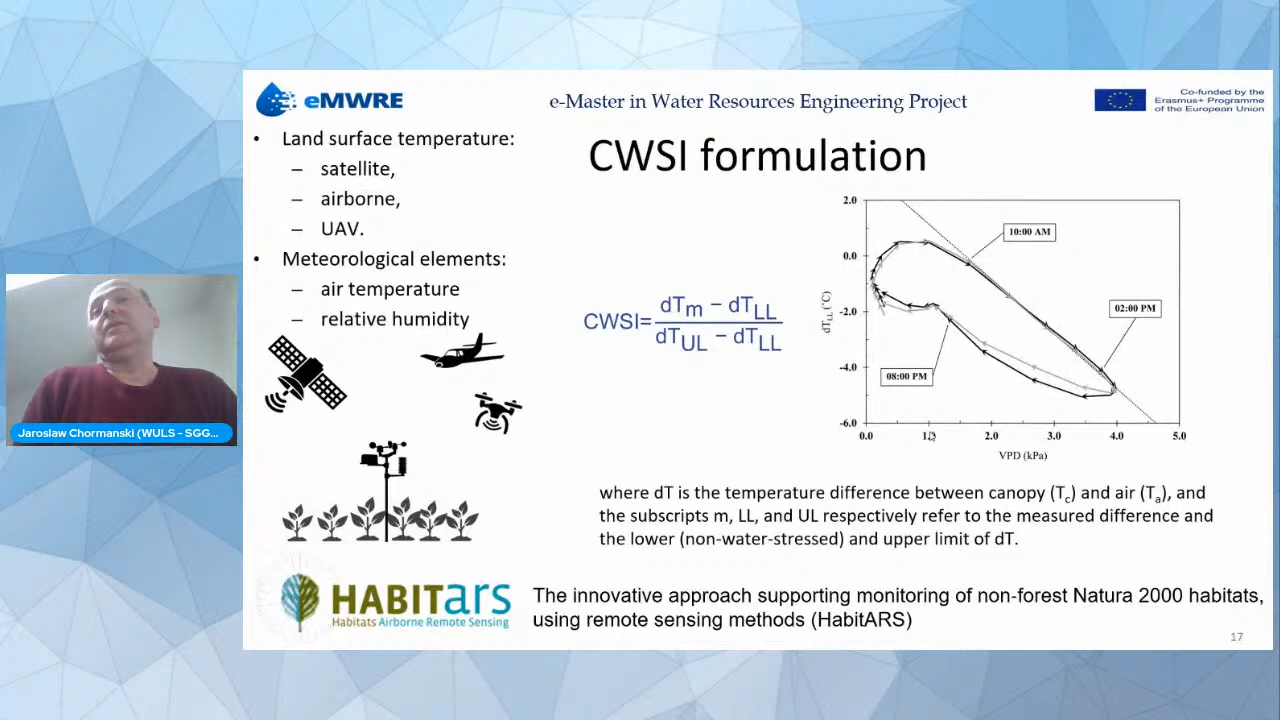 eMWRE
e-Master in Water Resources Engineering Project
Co-funded by the
Erasmus+ Programme
of the European Union
• Land surface temperature:
– satellite,
– airborne,
– UAV.
• Meteorological elements:
– air temperature
– relative humidity
CWSI formulation
CWSI= dTm − dTLL
dTUL − dTLL
2.0
0.0
-2.0
-4.0
-6.0
dTLL (°C)
10:00 AM
02:00 PM
08:00 PM
0.0 1.0 2.0 3.0 4.0 5.0
VPD (kPa)
where dT is the temperature difference between canopy (Tc) and air (Ta), and
the subscripts m, LL, and UL respectively refer to the measured difference and
the lower (non-water-stressed) and upper limit of dT.
Jaroslaw Chormanski (WULS - SGG...
HABITars
Habitats Airborne Remote Sensing
The innovative approach supporting monitoring of non-forest Natura 2000 habitats,
using remote sensing methods (HabitARS)
17